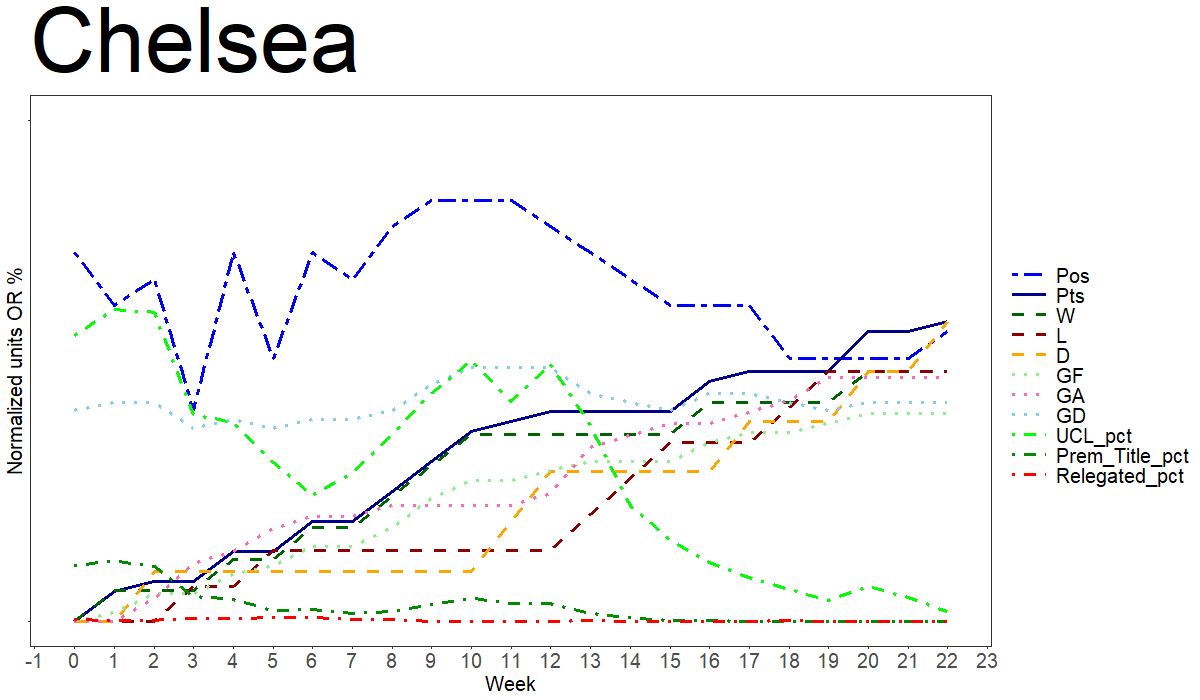 Chelsea
Normalized units OR %
Pos
Pts
W
L
D
GF
GA
GD
UCL_pct
Prem_Title_pct
Relegated_pct
-1 0 1 2 3 4 5 6 7 8 9 10 11 12 13 14 15 16 17 18 19 20 21 22 23
Week